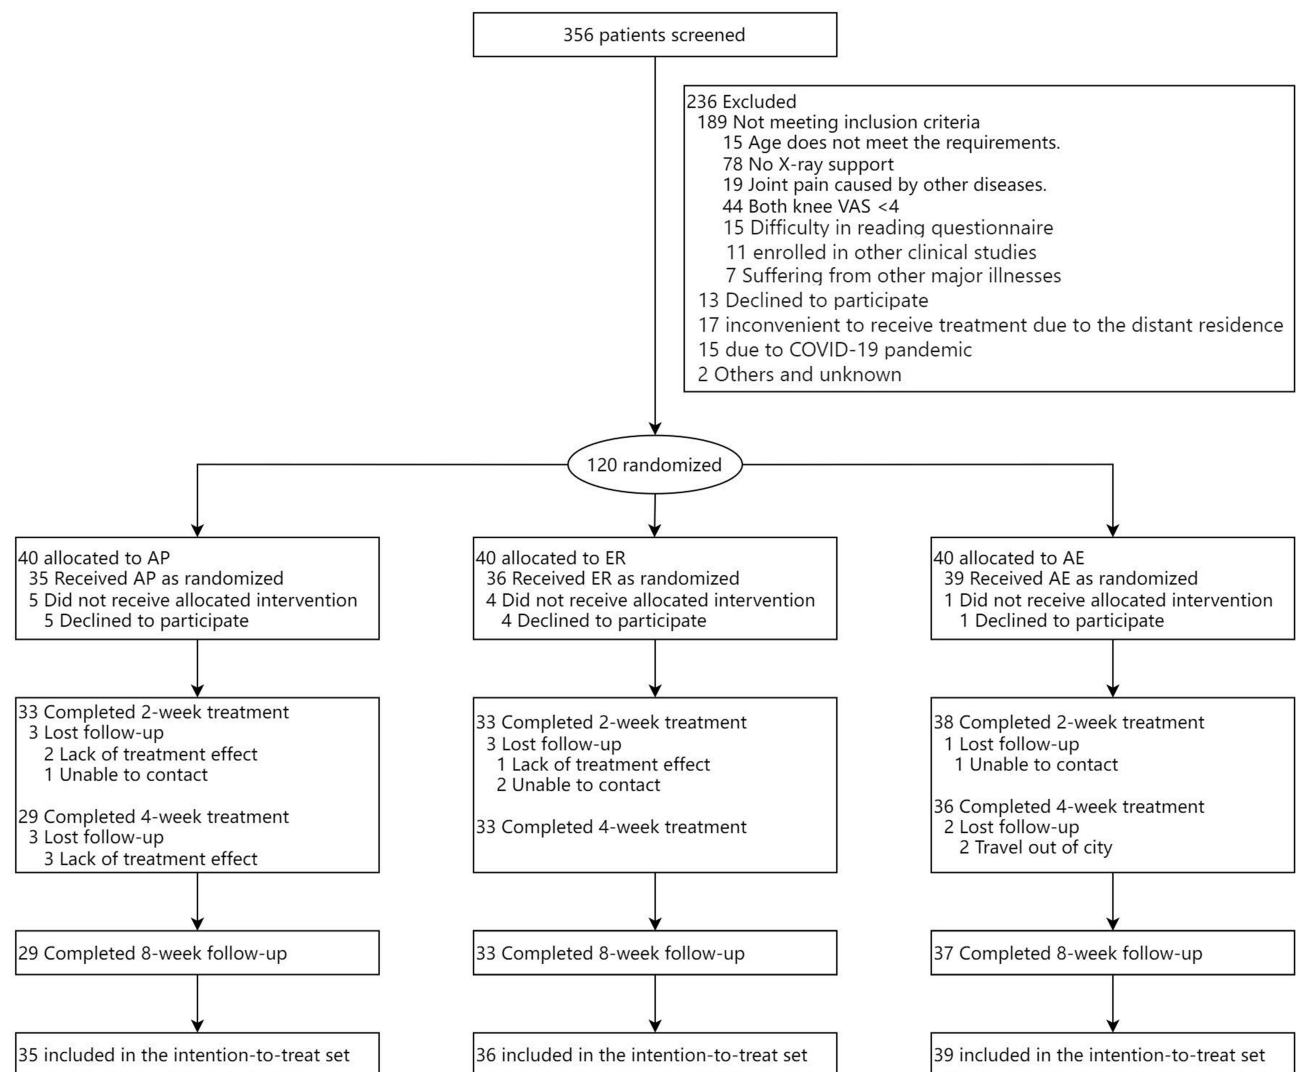 356 patients screened
236 Excluded
189 Not meeting inclusion criteria
15 Age does not meet the requirements.
78 No X-ray support
19 Joint pain caused by other diseases.
44 Both knee VAS <4
15 Difficulty in reading questionnaire
11 enrolled in other clinical studies
7 Suffering from other major illnesses
13 Declined to participate
17 inconvenient to receive treatment due to the distant residence
15 due to COVID-19 pandemic
2 Others and unknown
120 randomized
40 allocated to AP
35 Received AP as randomized
5 Did not receive allocated intervention
5 Declined to participate
40 allocated to ER
36 Received ER as randomized
4 Did not receive allocated intervention
4 Declined to participate
40 allocated to AE
39 Received AE as randomized
1 Did not receive allocated intervention
1 Declined to participate
33 Completed 2-week treatment
3 Lost follow-up
2 Lack of treatment effect
1 Unable to contact
29 Completed 4-week treatment
3 Lost follow-up
3 Lack of treatment effect
33 Completed 2-week treatment
3 Lost follow-up
1 Lack of treatment effect
2 Unable to contact
33 Completed 4-week treatment
38 Completed 2-week treatment
1 Lost follow-up
1 Unable to contact
36 Completed 4-week treatment
2 Lost follow-up
2 Travel out of city
29 Completed 8-week follow-up
33 Completed 8-week follow-up
37 Completed 8-week follow-up
35 included in the intention-to-treat set
36 included in the intention-to-treat set
39 included in the intention-to-treat set